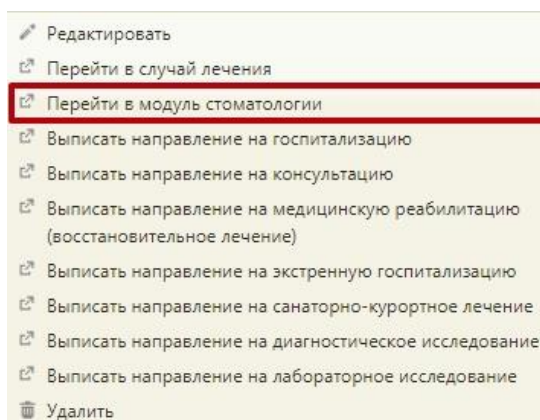 Редактировать
Перейти в случай лечения
Перейти в модуль стоматологии
Выписать направление на госпитализацию
Выписать направление на консультацию
Выписать направление на медицинскую реабилитацию
(восстановительное лечение)
Выписать направление на экстренную госпитализацию
Выписать направление на санаторно-курортное лечение
Выписать направление на диагностическое исследование
Выписать направление на лабораторное исследование
Удалить